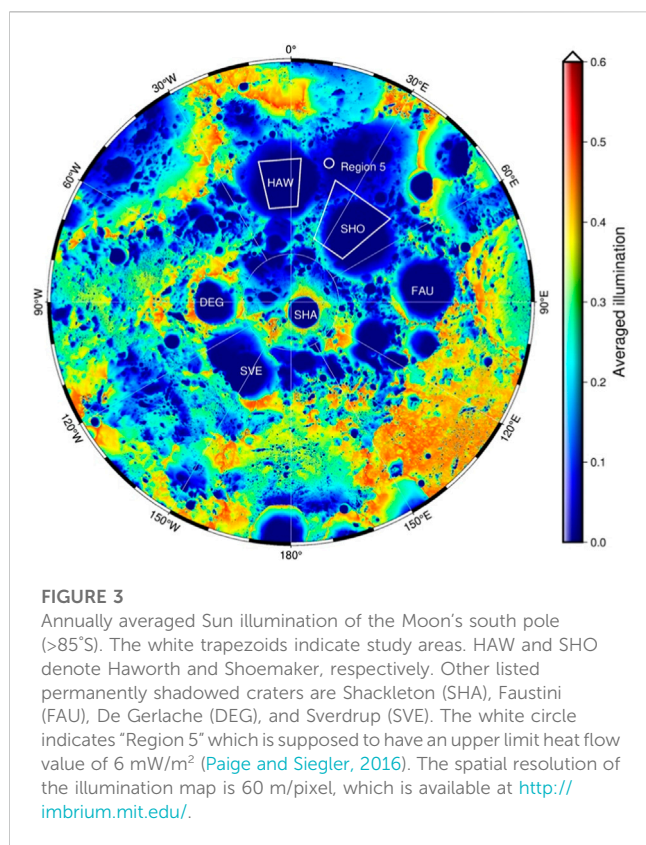 0°
30°W
30°E
60°W
60°E
90°W
90°E
120°W
120°E
150°W
150°E
180°
HAW
Region 5
SHO
DEG
SHA
FAU
SVE
0.6
0.5
0.4
0.3
0.2
0.1
0.0
Averaged illumination
FIGURE 3
Annually averaged Sun illumination of the Moon's south pole
(>85°S). The white trapezoids indicate study areas. HAW and SHO
denote Haworth and Shoemaker, respectively. Other listed
permanently shadowed craters are Shackleton (SHA), Faustini
(FAU), De Gerlache (DEG), and Sverdrup (SVE). The white circle
indicates "Region 5" which is supposed to have an upper limit heat flow
value of 6 mW/m² (Paige and Siegler, 2016). The spatial resolution of
the illumination map is 60 m/pixel, which is available at http://
imbrium.mit.edu/.